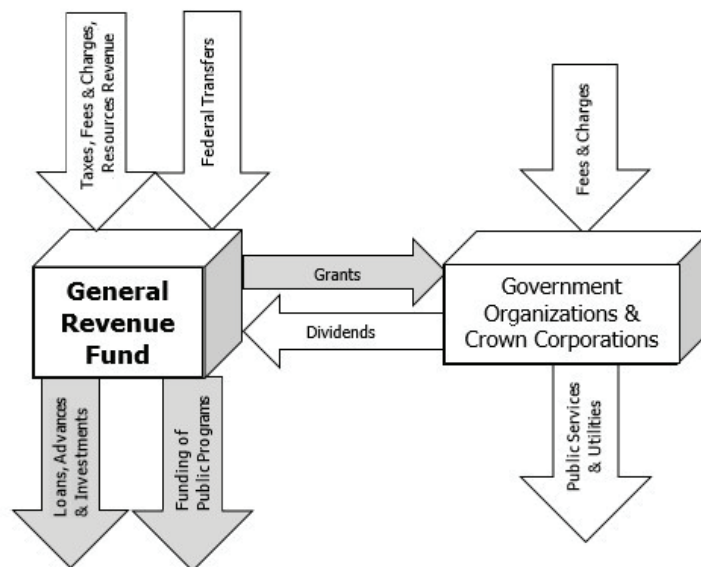 Taxes, Fees & Charges,
Resources Revenue
Federal Transfers
Fees & Charges
General
Revenue
Fund
Grants
Dividends
Government
Organizations &
Crown Corporations
Loans, Advances
& Investments
Funding of
Public Programs
Public Services
& Utilities